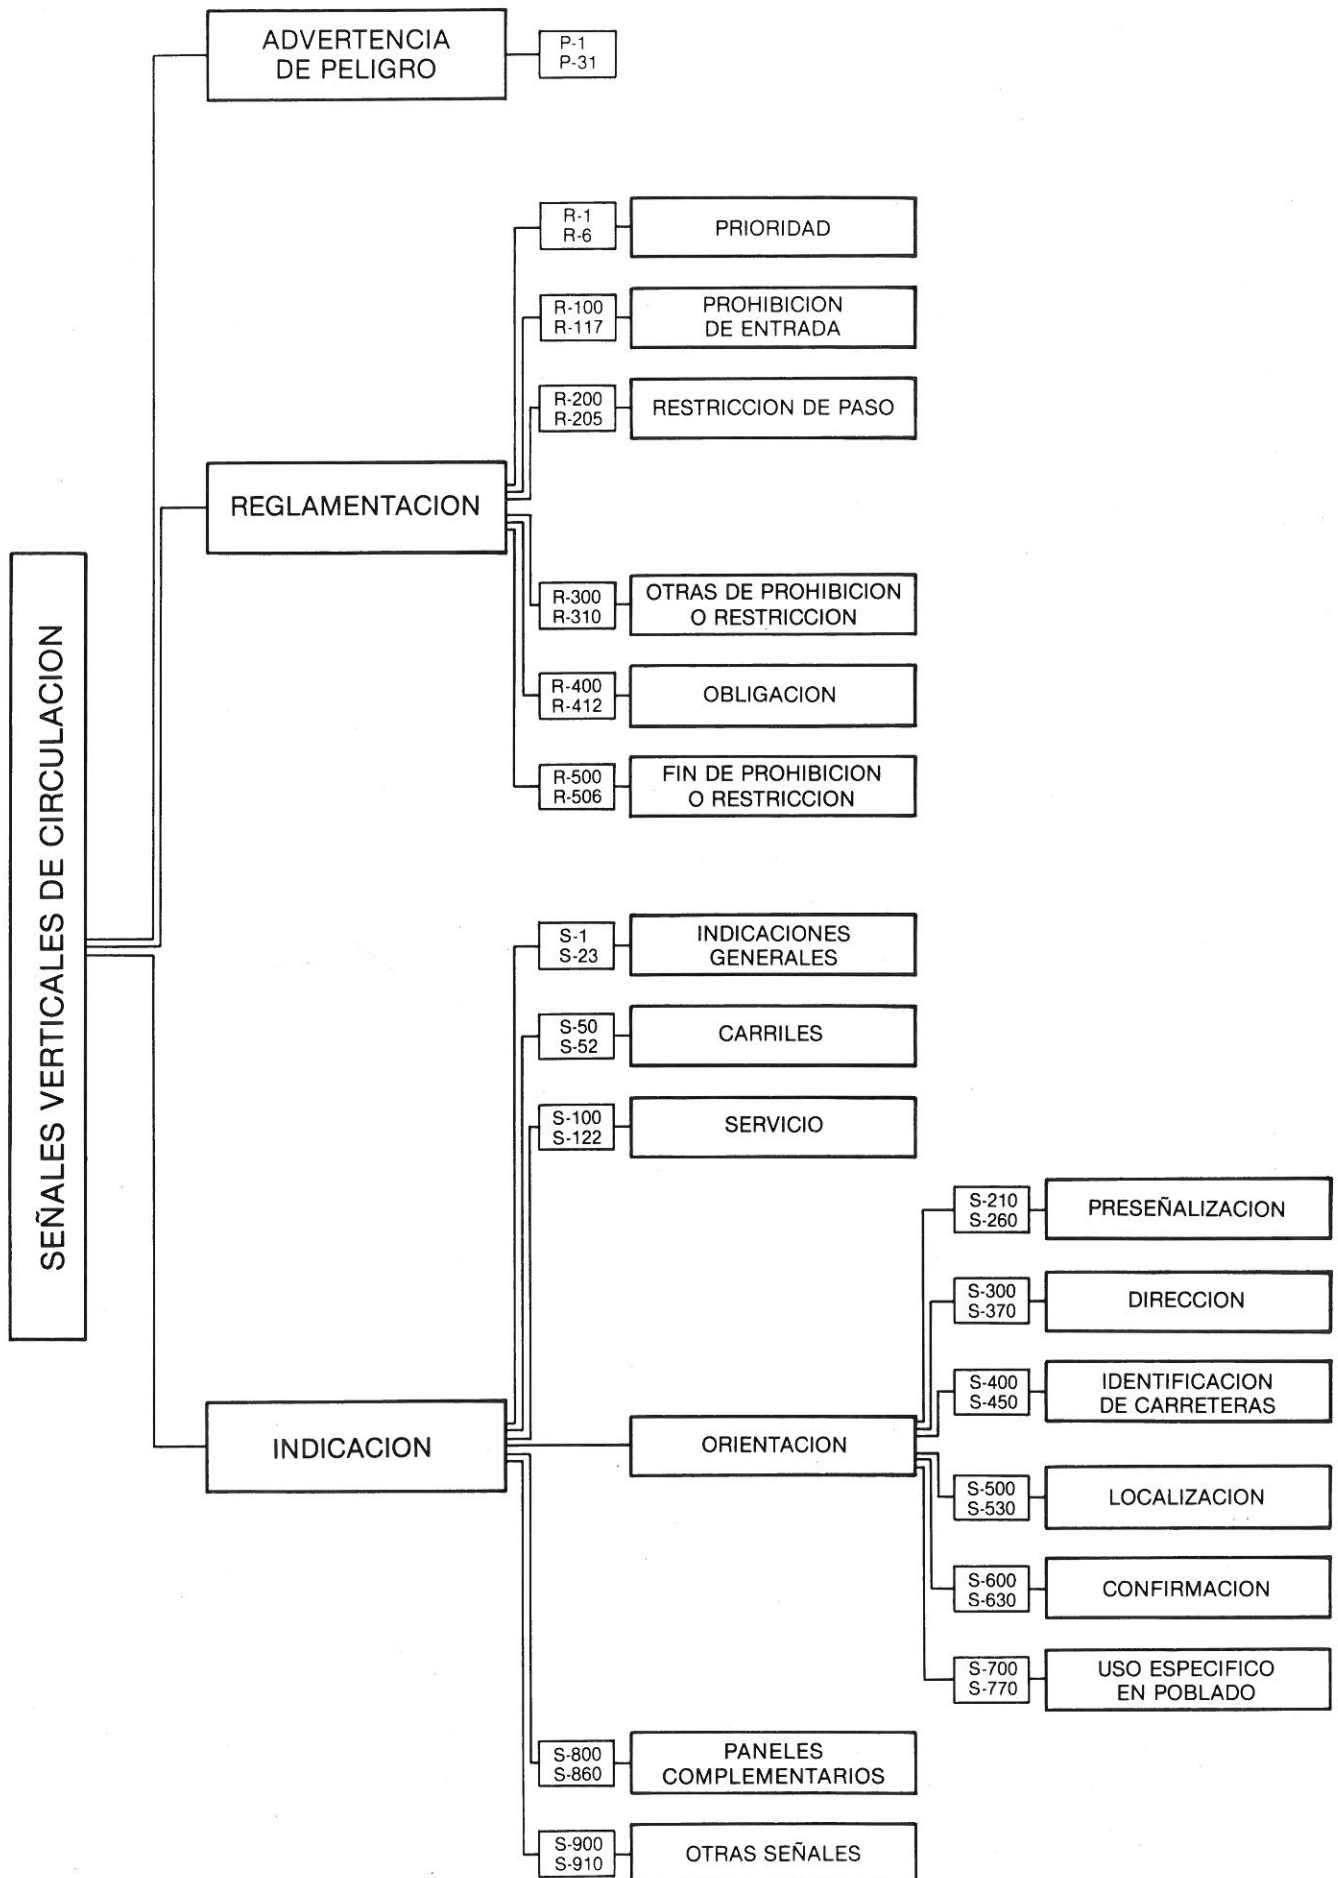 SEÑALES VERTICALES DE CIRCULACION
ADVERTENCIA
DE PELIGRO
P-1
P-31
REGLAMENTACION
R-1
R-6
PRIORIDAD
R-100
R-117
PROHIBICION
DE ENTRADA
R-200
R-205
RESTRICCION DE PASO
R-300
R-310
OTRAS DE PROHIBICION
O RESTRICCION
R-400
R-412
OBLIGACION
R-500
R-506
FIN DE PROHIBICION
O RESTRICCION
INDICACION
S-1
S-23
INDICACIONES
GENERALES
S-50
S-52
CARRILES
S-100
S-122
SERVICIO
ORIENTACION
S-210
S-260
PRESEÑALIZACION
S-300
S-370
DIRECCION
S-400
S-450
IDENTIFICACION
DE CARRETERAS
S-500
S-530
LOCALIZACION
S-600
S-630
CONFIRMACION
S-700
S-770
USO ESPECIFICO
EN POBLADO
S-800
S-860
PANELES
COMPLEMENTARIOS
S-900
S-910
OTRAS SEÑALES